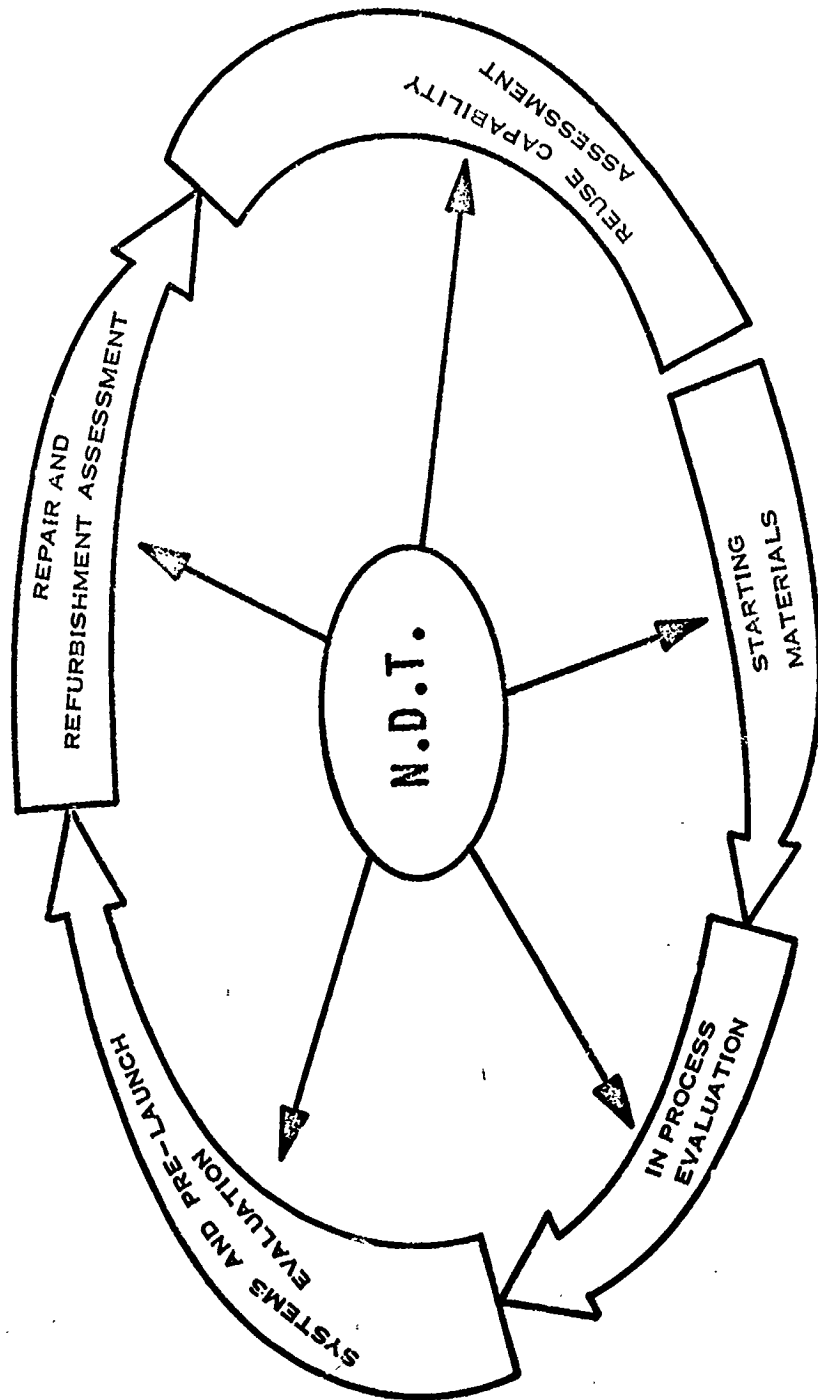 REPAIR AND
REFURBISHMENT ASSESSMENT
REUSE CAPABILITY
ASSESSMENT
STARTING
MATERIALS
IN PROCESS
EVALUATION
SYSTEMS AND PRE-LAUNCH
EVALUATION
N.D.T.